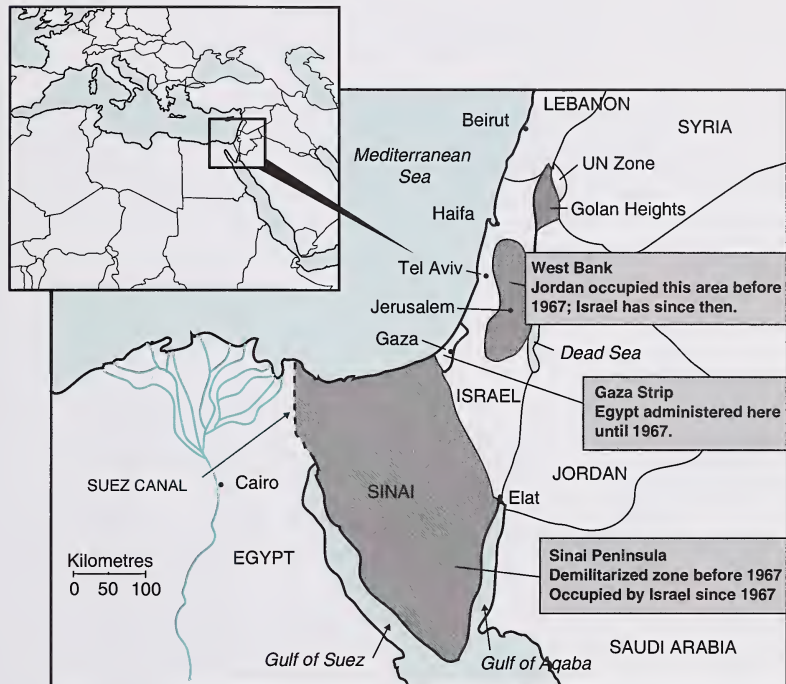 LEBANON
Beirut
SYRIA
Mediterranean
Sea
UN Zone
Haifa
Golan Heights
Tel Aviv
West Bank
Jordan occupied this area before
1967; Israel has since then.
Jerusalem
Gaza
Dead Sea
ISRAEL
Gaza Strip
Egypt administered here
until 1967.
SUEZ CANAL
Cairo
SINAI
JORDAN
Elat
Kilometres
0 50 100
EGYPT
Sinai Peninsula
Demilitarized zone before 1967
Occupied by Israel since 1967
Gulf of Suez
Gulf of Aqaba
SAUDI ARABIA